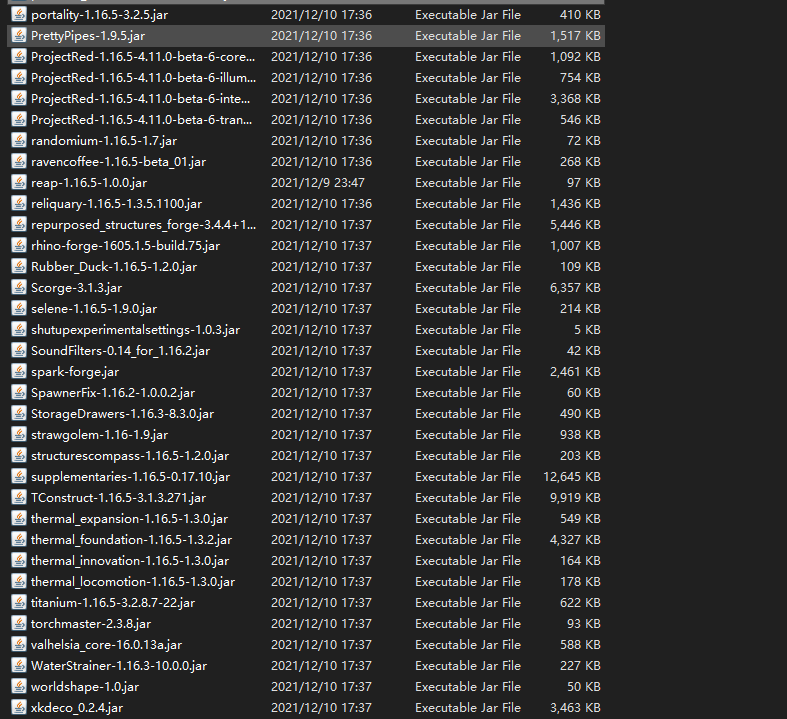 portality-1.16.5-3.2.5.jar 2021/12/10 17:36 Executable Jar File 410 KB
PrettyPipes-1.9.5.jar 2021/12/10 17:36 Executable Jar File 1,517 KB
ProjectRed-1.16.5-4.11.0-beta-6-core... 2021/12/10 17:36 Executable Jar File 1,092 KB
ProjectRed-1.16.5-4.11.0-beta-6-illum... 2021/12/10 17:36 Executable Jar File 754 KB
ProjectRed-1.16.5-4.11.0-beta-6-inte... 2021/12/10 17:36 Executable Jar File 3,368 KB
ProjectRed-1.16.5-4.11.0-beta-6-tran... 2021/12/10 17:36 Executable Jar File 546 KB
randomium-1.16.5-1.7.jar 2021/12/10 17:36 Executable Jar File 72 KB
ravencoffee-1.16.5-beta_01.jar 2021/12/10 17:36 Executable Jar File 268 KB
reap-1.16.5-1.0.0.jar 2021/12/9 23:47 Executable Jar File 97 KB
reliquary-1.16.5-1.3.5.1100.jar 2021/12/10 17:36 Executable Jar File 1,436 KB
repurposed_structures_forge-3.4.4+1... 2021/12/10 17:37 Executable Jar File 5,446 KB
rhino-forge-1605.1.5-build.75.jar 2021/12/10 17:37 Executable Jar File 1,007 KB
Rubber_Duck-1.16.5-1.2.0.jar 2021/12/10 17:37 Executable Jar File 109 KB
Scorge-3.1.3.jar 2021/12/10 17:37 Executable Jar File 6,357 KB
selene-1.16.5-1.9.0.jar 2021/12/10 17:37 Executable Jar File 214 KB
shutupexperimentalsettings-1.0.3.jar 2021/12/10 17:37 Executable Jar File 5 KB
SoundFilters-0.14_for_1.16.2.jar 2021/12/10 17:37 Executable Jar File 42 KB
spark-forge.jar 2021/12/10 17:37 Executable Jar File 2,461 KB
SpawnerFix-1.16.2-1.0.0.2.jar 2021/12/10 17:37 Executable Jar File 60 KB
StorageDrawers-1.16.3-8.3.0.jar 2021/12/10 17:37 Executable Jar File 490 KB
strawgolem-1.16-1.9.jar 2021/12/10 17:37 Executable Jar File 938 KB
structurescompass-1.16.5-1.2.0.jar 2021/12/10 17:37 Executable Jar File 203 KB
supplementaries-1.16.5-0.17.10.jar 2021/12/10 17:37 Executable Jar File 12,645 KB
TConstruct-1.16.5-3.1.3.271.jar 2021/12/10 17:37 Executable Jar File 9,919 KB
thermal_expansion-1.16.5-1.3.0.jar 2021/12/10 17:37 Executable Jar File 549 KB
thermal_foundation-1.16.5-1.3.2.jar 2021/12/10 17:37 Executable Jar File 4,327 KB
thermal_innovation-1.16.5-1.3.0.jar 2021/12/10 17:37 Executable Jar File 164 KB
thermal_locomotion-1.16.5-1.3.0.jar 2021/12/10 17:37 Executable Jar File 178 KB
titanium-1.16.5-3.2.8.7-22.jar 2021/12/10 17:37 Executable Jar File 622 KB
torchmaster-2.3.8.jar 2021/12/10 17:37 Executable Jar File 93 KB
valhelsia_core-16.0.13a.jar 2021/12/10 17:37 Executable Jar File 588 KB
WaterStrainer-1.16.3-10.0.0.jar 2021/12/10 17:37 Executable Jar File 227 KB
worldshape-1.0.jar 2021/12/10 17:37 Executable Jar File 50 KB
xkdeco_0.2.4.jar 2021/12/10 17:37 Executable Jar File 3,463 KB